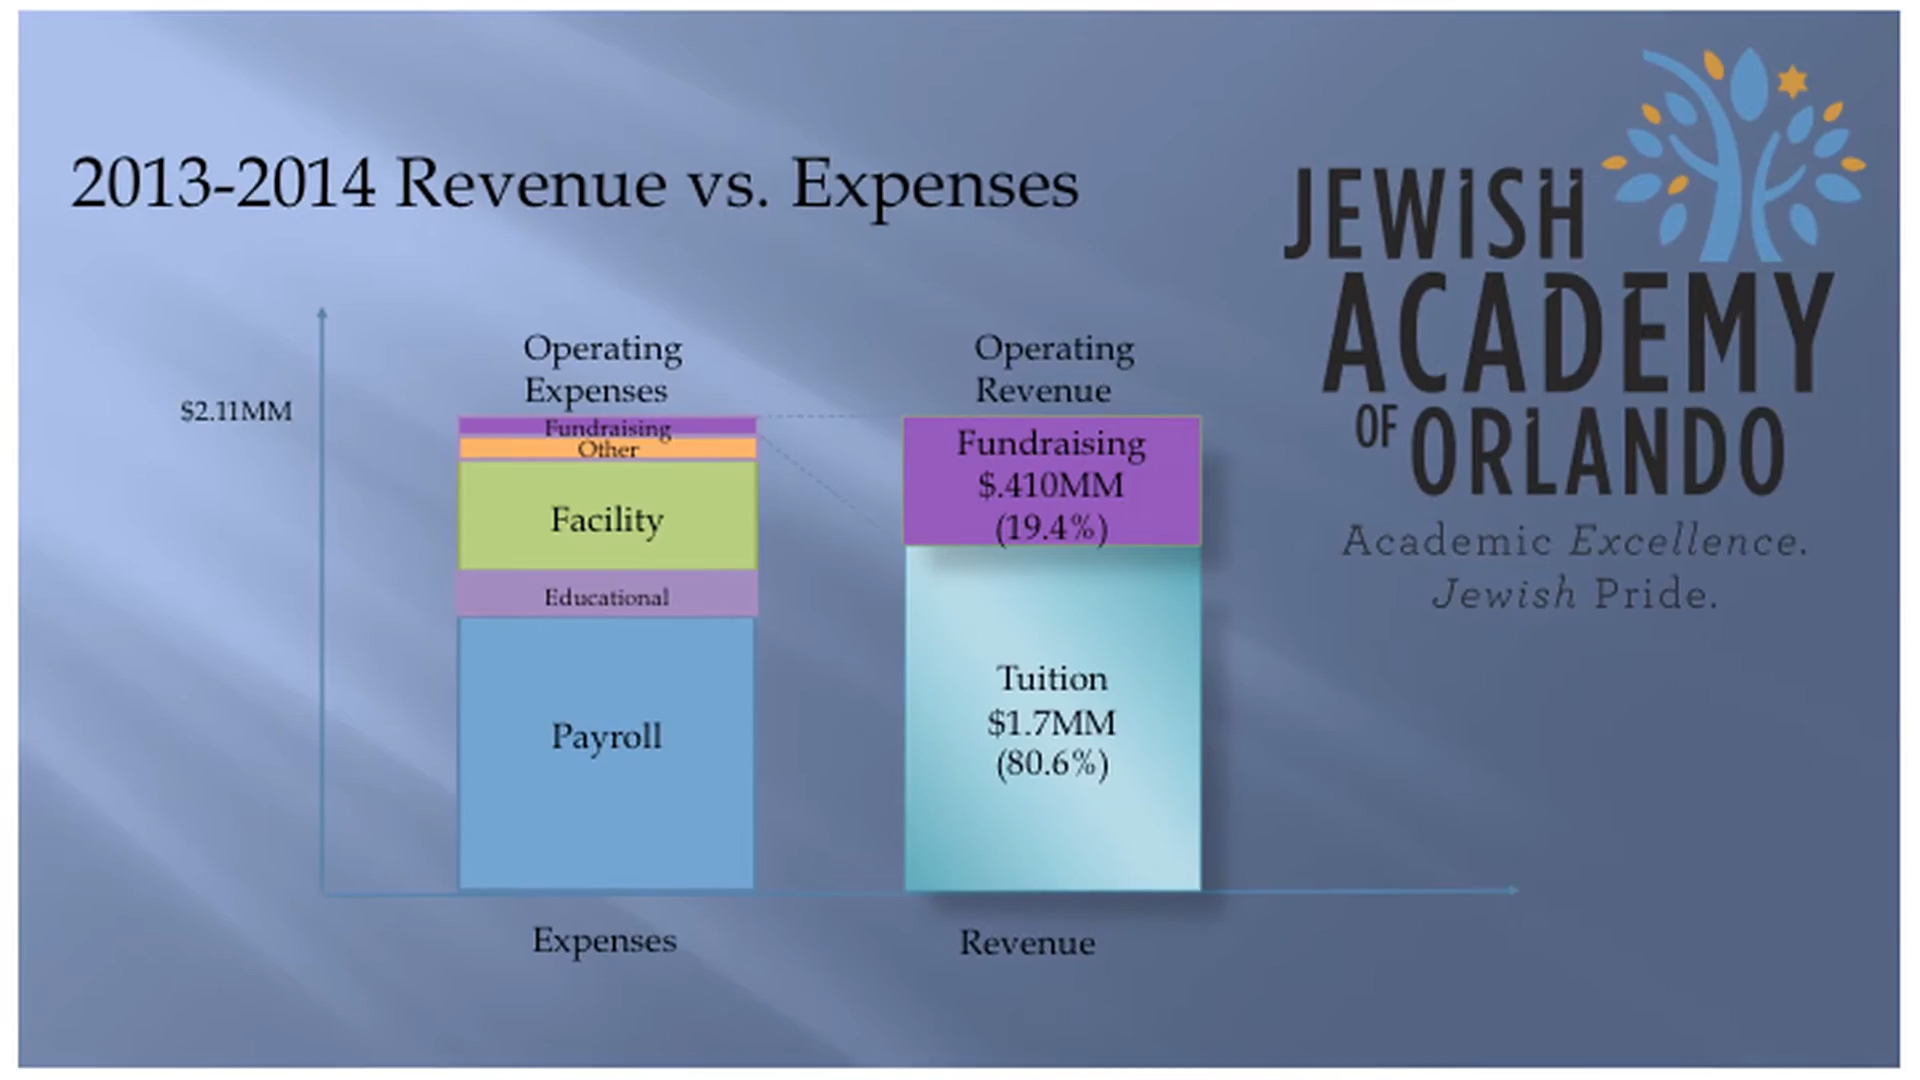 2013-2014 Revenue vs. Expenses
JEWISH
ACADEMY
OF ORLANDO
Academic Excellence.
Jewish Pride.
$2.11MM
Operating
Expenses
Fundraising
Other
Facility
Educational
Payroll
Expenses
Operating
Revenue
Fundraising
$.410MM
(19.4%)
Tuition
$1.7MM
(80.6%)
Revenue